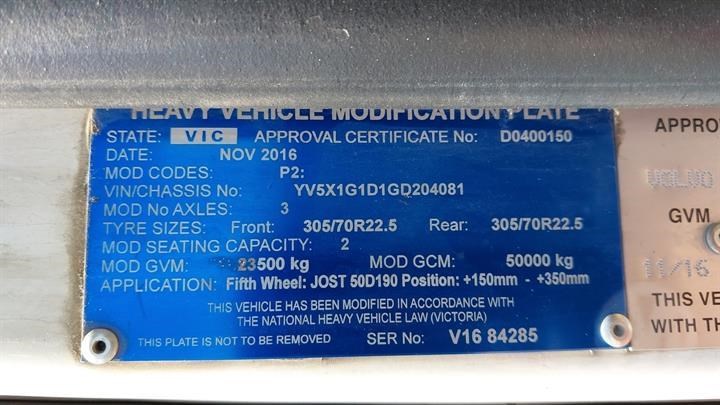 HEAVY VEHICLE MODIFICATION PLATE
STATE: VIC APPROVAL CERTIFICATE No: D0400150
DATE: NOV 2016
MOD CODES: P2:
VIN/CHASSIS No: YV5X1G1D1GD204081
MOD No AXLES: 3
TYRE SIZES: Front: 305/70R22.5 Rear: 305/70R22.5
MOD SEATING CAPACITY: 2
MOD GVM: 23500 kg MOD GCM: 50000 kg
APPLICATION: Fifth Wheel: JOST 50D190 Position: +150mm - +350mm
THIS VEHICLE HAS BEEN MODIFIED IN ACCORDANCE WITH
THE NATIONAL HEAVY VEHICLE LAW (VICTORIA)
THIS PLATE IS NOT TO BE REMOVED SER No: V16 84285
APPRO
VOLVO
GVM
11/16
THIS VE
WITH TH